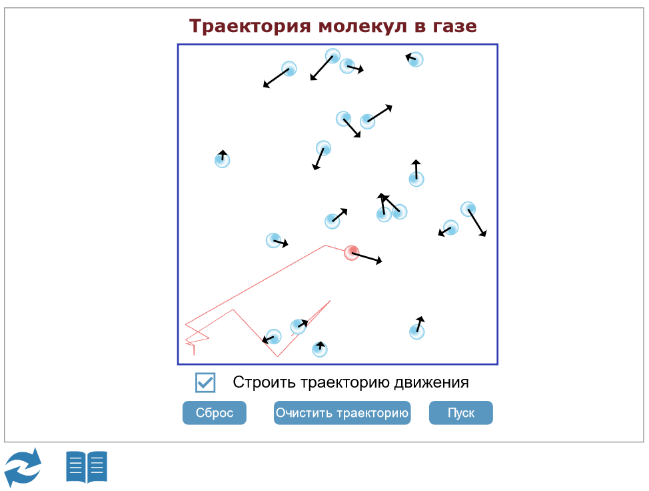 Траектория молекул в газе
Строить траекторию движения
Сброс
Очистить траекторию
Пуск